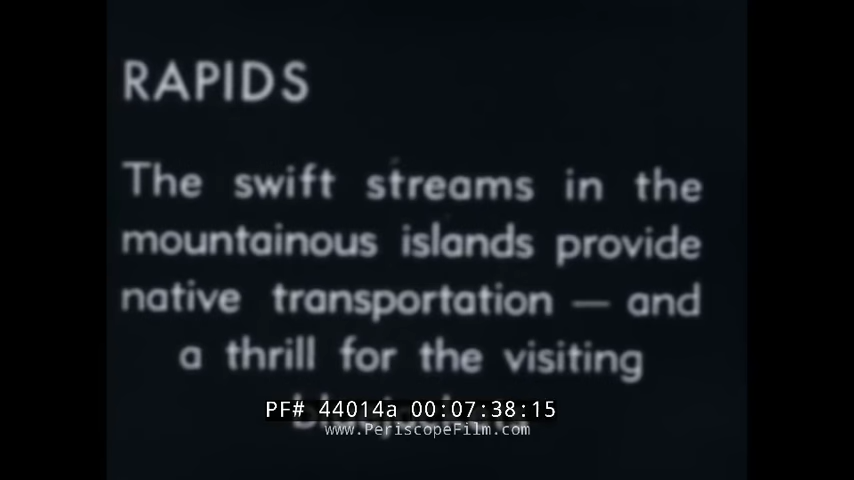 RAPIDS
The swift streams in the
mountainous islands provide
native transportation — and
a thrill for the visiting
PF# 44014a 00:07:38:15
www.PeriscopeFilm.com